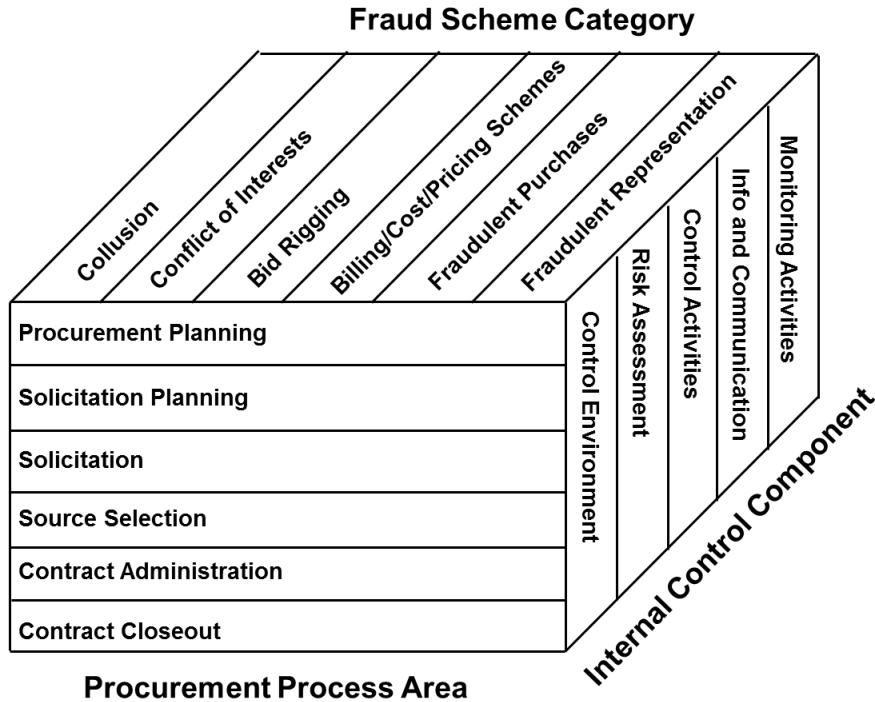 Fraud Scheme Category
Collusion
Conflict of Interests
Bid Rigging
Billing/Cost/Pricing Schemes
Fraudulent Purchases
Fraudulent Representation
Procurement Planning
Solicitation Planning
Solicitation
Source Selection
Contract Administration
Contract Closeout
Control Environment
Risk Assessment
Control Activities
Info and Communication
Monitoring Activities
Internal Control Component
Procurement Process Area